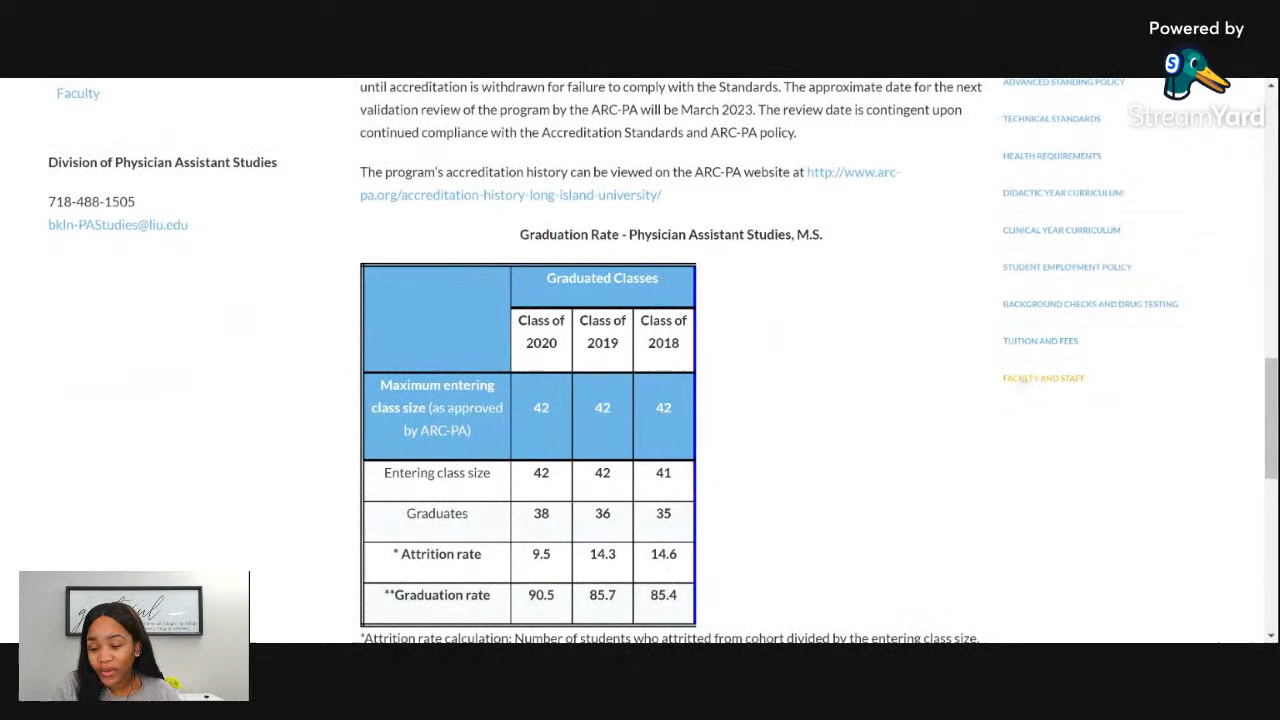 Powered by
StreamYard
Faculty
Division of Physician Assistant Studies
718-488-1505
bkln-PAStudies@liu.edu
until accreditation is withdrawn for failure to comply with the Standards. The approximate date for the next
validation review of the program by the ARC-PA will be March 2023. The review date is contingent upon
continued compliance with the Accreditation Standards and ARC-PA policy.
The program's accreditation history can be viewed on the ARC-PA website at http://www.arc-
pa.org/accreditation-history-long-island-university/
Graduation Rate - Physician Assistant Studies, M.S.
Graduated Classes
Class of 2020 Class of 2019 Class of 2018
Maximum entering
class size (as approved 42 42 42
by ARC-PA)
Entering class size 42 42 41
Graduates 38 36 35
* Attrition rate 9.5 14.3 14.6
**Graduation rate 90.5 85.7 85.4
*Attrition rate calculation: Number of students who attritted from cohort divided by the entering class size.
ADVANCED STANDING POLICY
TECHNICAL STANDARDS
HEALTH REQUIREMENTS
DIDACTIC YEAR CURRICULUM
CLINICAL YEAR CURRICULUM
STUDENT EMPLOYMENT POLICY
BACKGROUND CHECKS AND DRUG TESTING
TUITION AND FEES
FACULTY AND STAFF